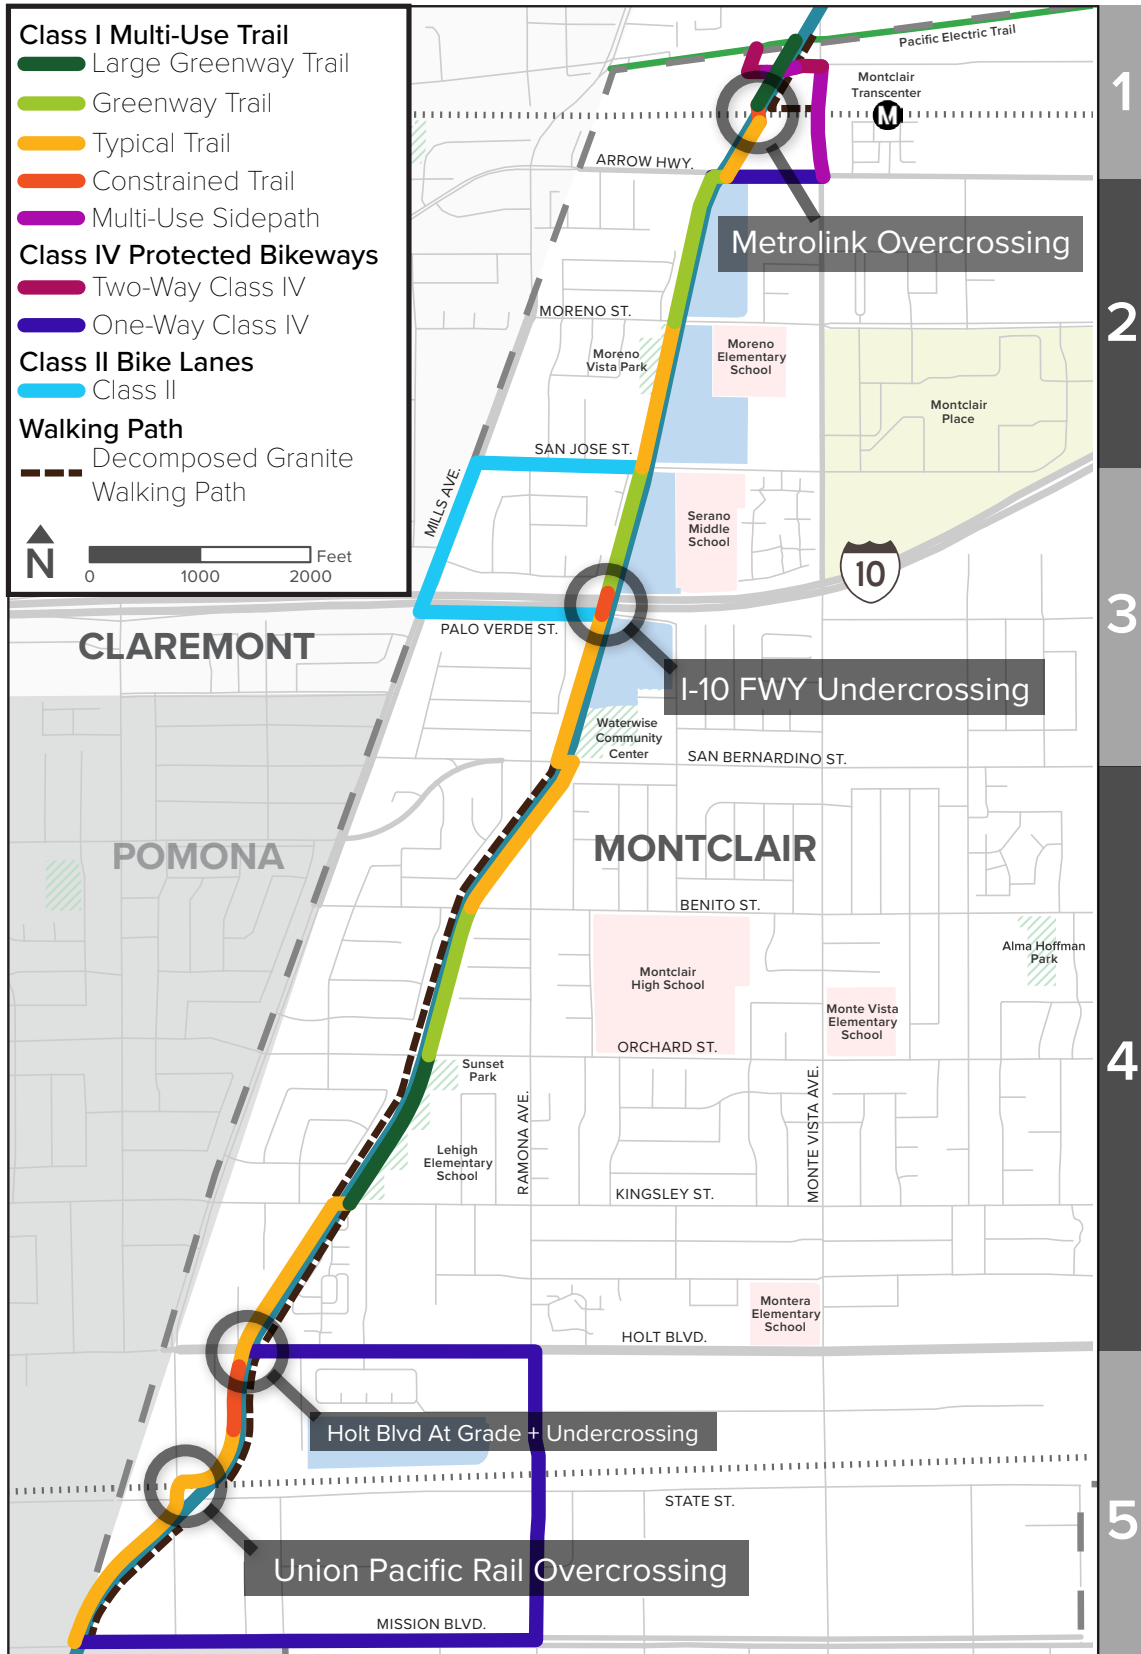 Class I Multi-Use Trail
Large Greenway Trail
Greenway Trail
Typical Trail
Constrained Trail
Multi-Use Sidepath
Class IV Protected Bikeways
Two-Way Class IV
One-Way Class IV
Class II Bike Lanes
Class II
Walking Path
Decomposed Granite
Walking Path
N
0 1000 2000 Feet
Pacific Electric Trail
Montclair
Transcenter
M
1
ARROW HWY.
Metrolink Overcrossing
MORENO ST.
2
Moreno
Vista Park
Moreno
Elementary
School
Montclair
Place
SAN JOSE ST.
MILLS AVE.
Serano
Middle
School
10
3
PALO VERDE ST.
CLAREMONT
I-10 FWY Undercrossing
Waterwise
Community
Center
SAN BERNARDINO ST.
POMONA
MONTCLAIR
BENITO ST.
Alma Hoffman
Park
Montclair
High School
Monte Vista
Elementary
School
ORCHARD ST.
4
Sunset
Park
RAMONA AVE.
MONTE VISTA AVE.
Lehigh
Elementary
School
KINGSLEY ST.
Montera
Elementary
School
HOLT BLVD.
Holt Blvd At Grade + Undercrossing
STATE ST.
5
Union Pacific Rail Overcrossing
MISSION BLVD.